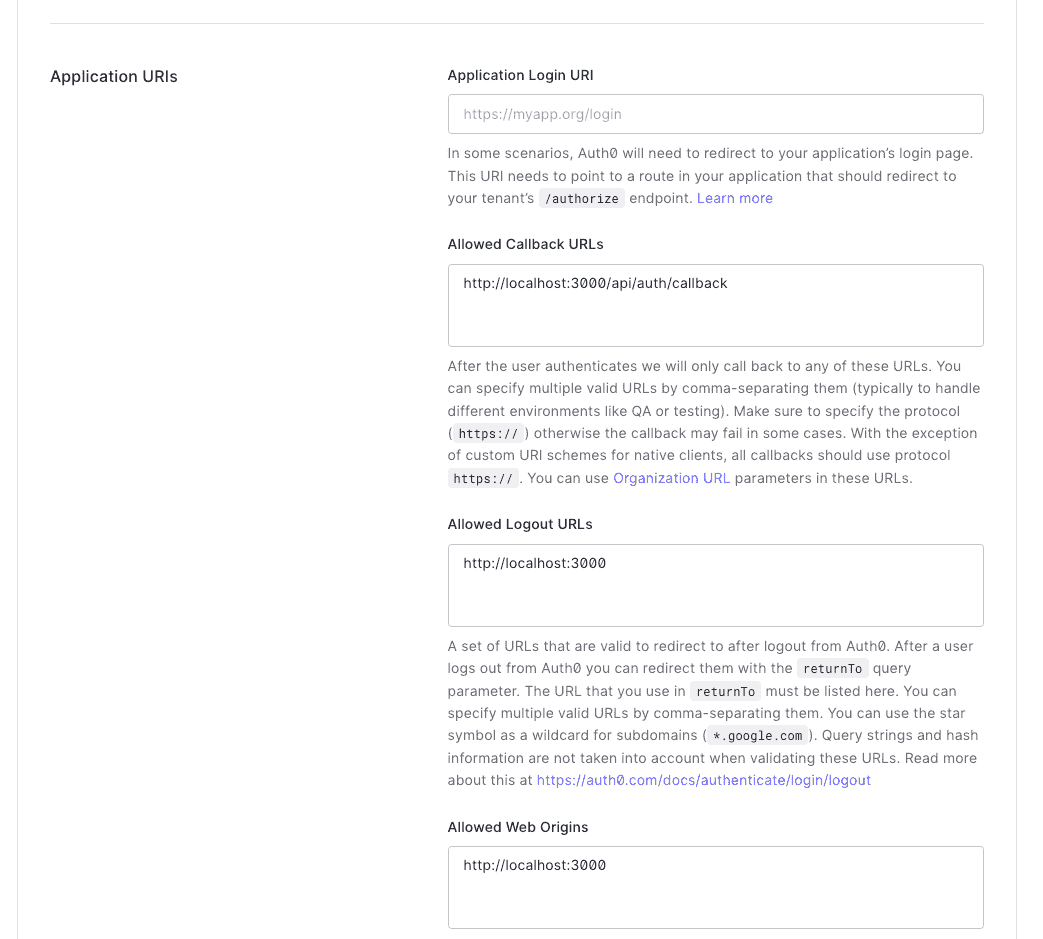 Application URIs
Application Login URI
https://myapp.org/login
In some scenarios, Auth0 will need to redirect to your application’s login page.
This URI needs to point to a route in your application that should redirect to
your tenant’s /authorize endpoint. Learn more
Allowed Callback URLs
http://localhost:3000/api/auth/callback
After the user authenticates we will only call back to any of these URLs. You
can specify multiple valid URLs by comma-separating them (typically to handle
different environments like QA or testing). Make sure to specify the protocol
( https:// ) otherwise the callback may fail in some cases. With the exception
of custom URI schemes for native clients, all callbacks should use protocol
https:// . You can use Organization URL parameters in these URLs.
Allowed Logout URLs
http://localhost:3000
A set of URLs that are valid to redirect to after logout from Auth0. After a user
logs out from Auth0 you can redirect them with the returnTo query
parameter. The URL that you use in returnTo must be listed here. You can
specify multiple valid URLs by comma-separating them. You can use the star
symbol as a wildcard for subdomains ( *.google.com ). Query strings and hash
information are not taken into account when validating these URLs. Read more
about this at https://auth0.com/docs/authenticate/login/logout
Allowed Web Origins
http://localhost:3000